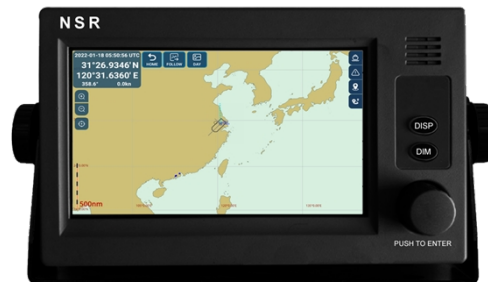 NSR
2022-01-18 05:50:56 UTC
31°26.9346'N
120°31.6360'E
358.6° 0.0kn
HOME FOLLOW DAY
500nm
DISP
DIM
PUSH TO ENTER